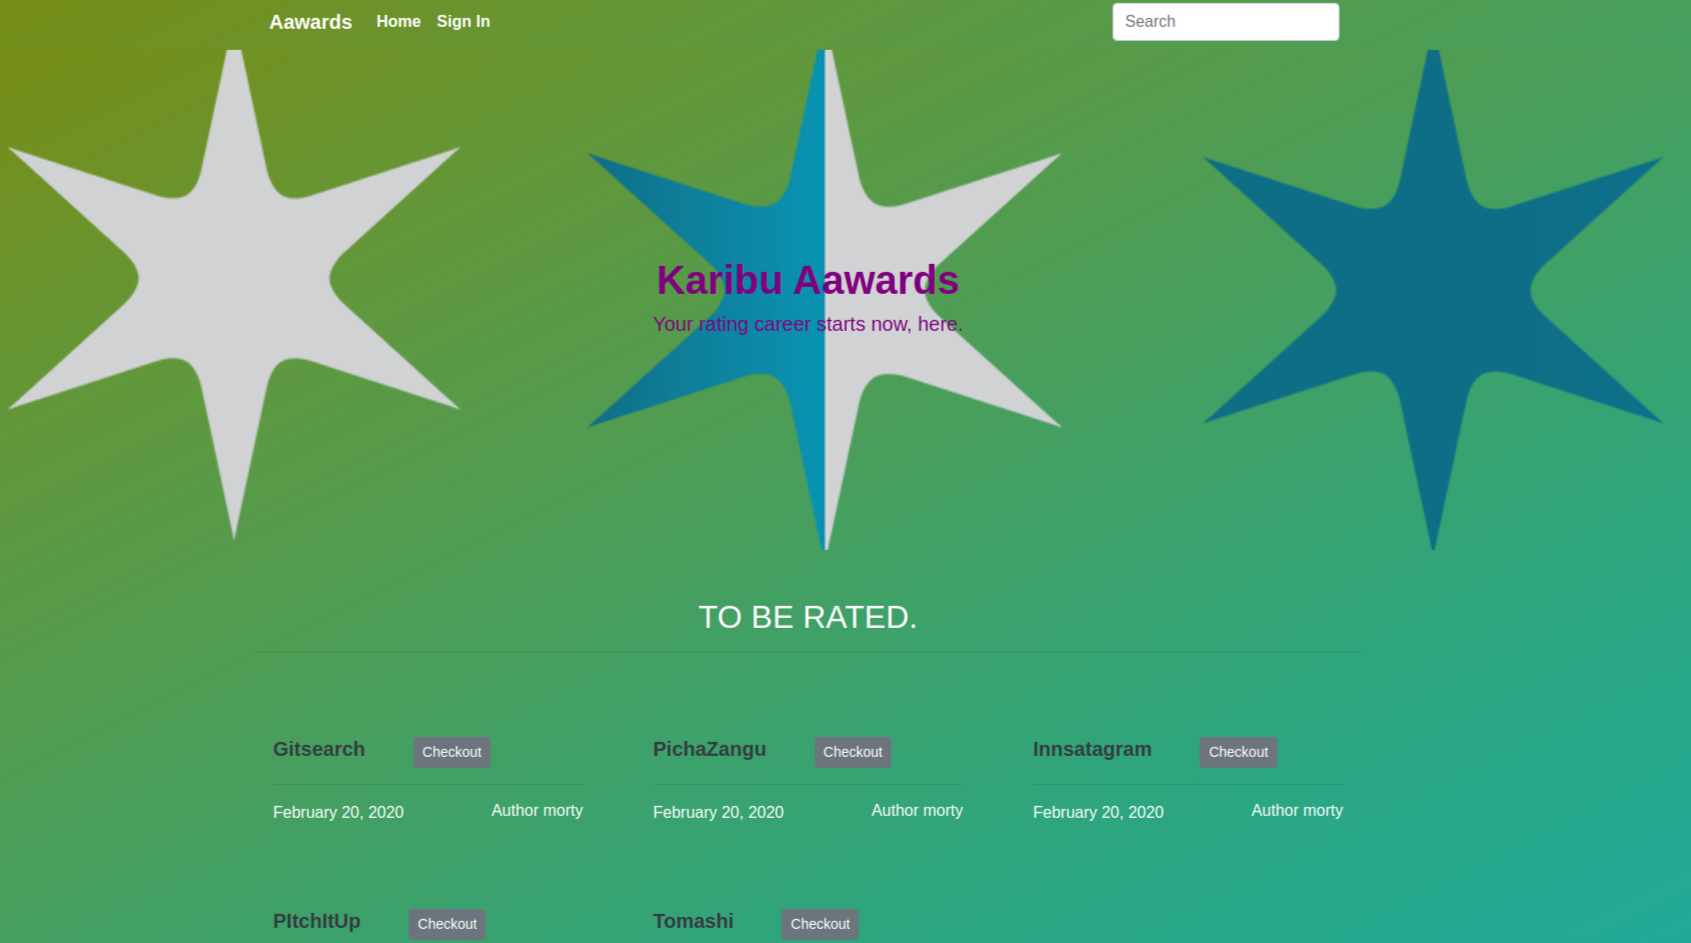 Aawards Home Sign In Search
Karibu Aawards
Your rating career starts now, here.
TO BE RATED.
Gitsearch Checkout PichaZangu Checkout Innsatagram Checkout
February 20, 2020 Author morty February 20, 2020 Author morty February 20, 2020 Author morty
PItchItUp Checkout Tomashi Checkout